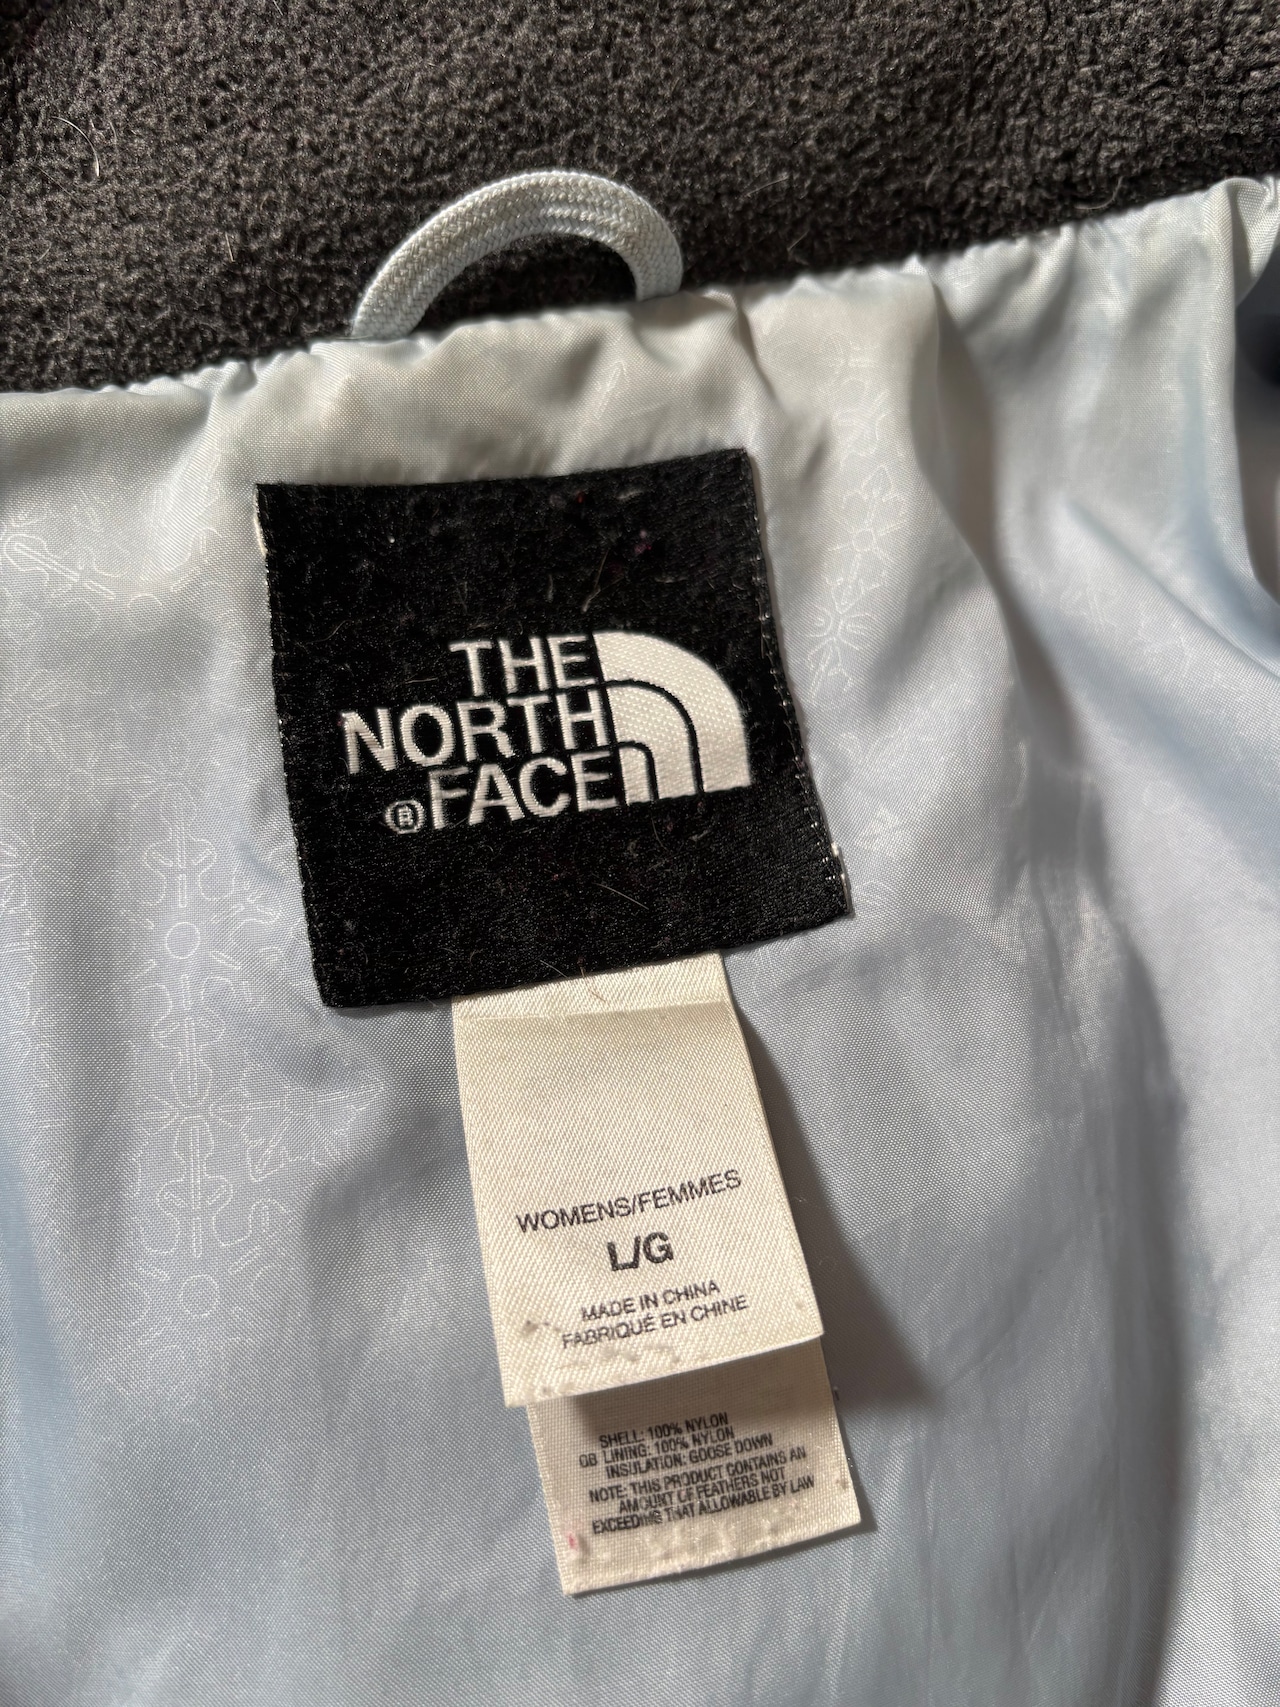 THE
NORTH
®FACE
WOMENS/FEMMES
L/G
MADE IN CHINA
FABRIQUÉ EN CHINE
SHELL: 100% NYLON
GB LINING: 100% NYLON
INSULATION: GOOSE DOWN
NOTE: THIS PRODUCT CONTAINS AN
AMOUNT OF FEATHERS NOT
EXCEEDING THAT ALLOWABLE BY LAW